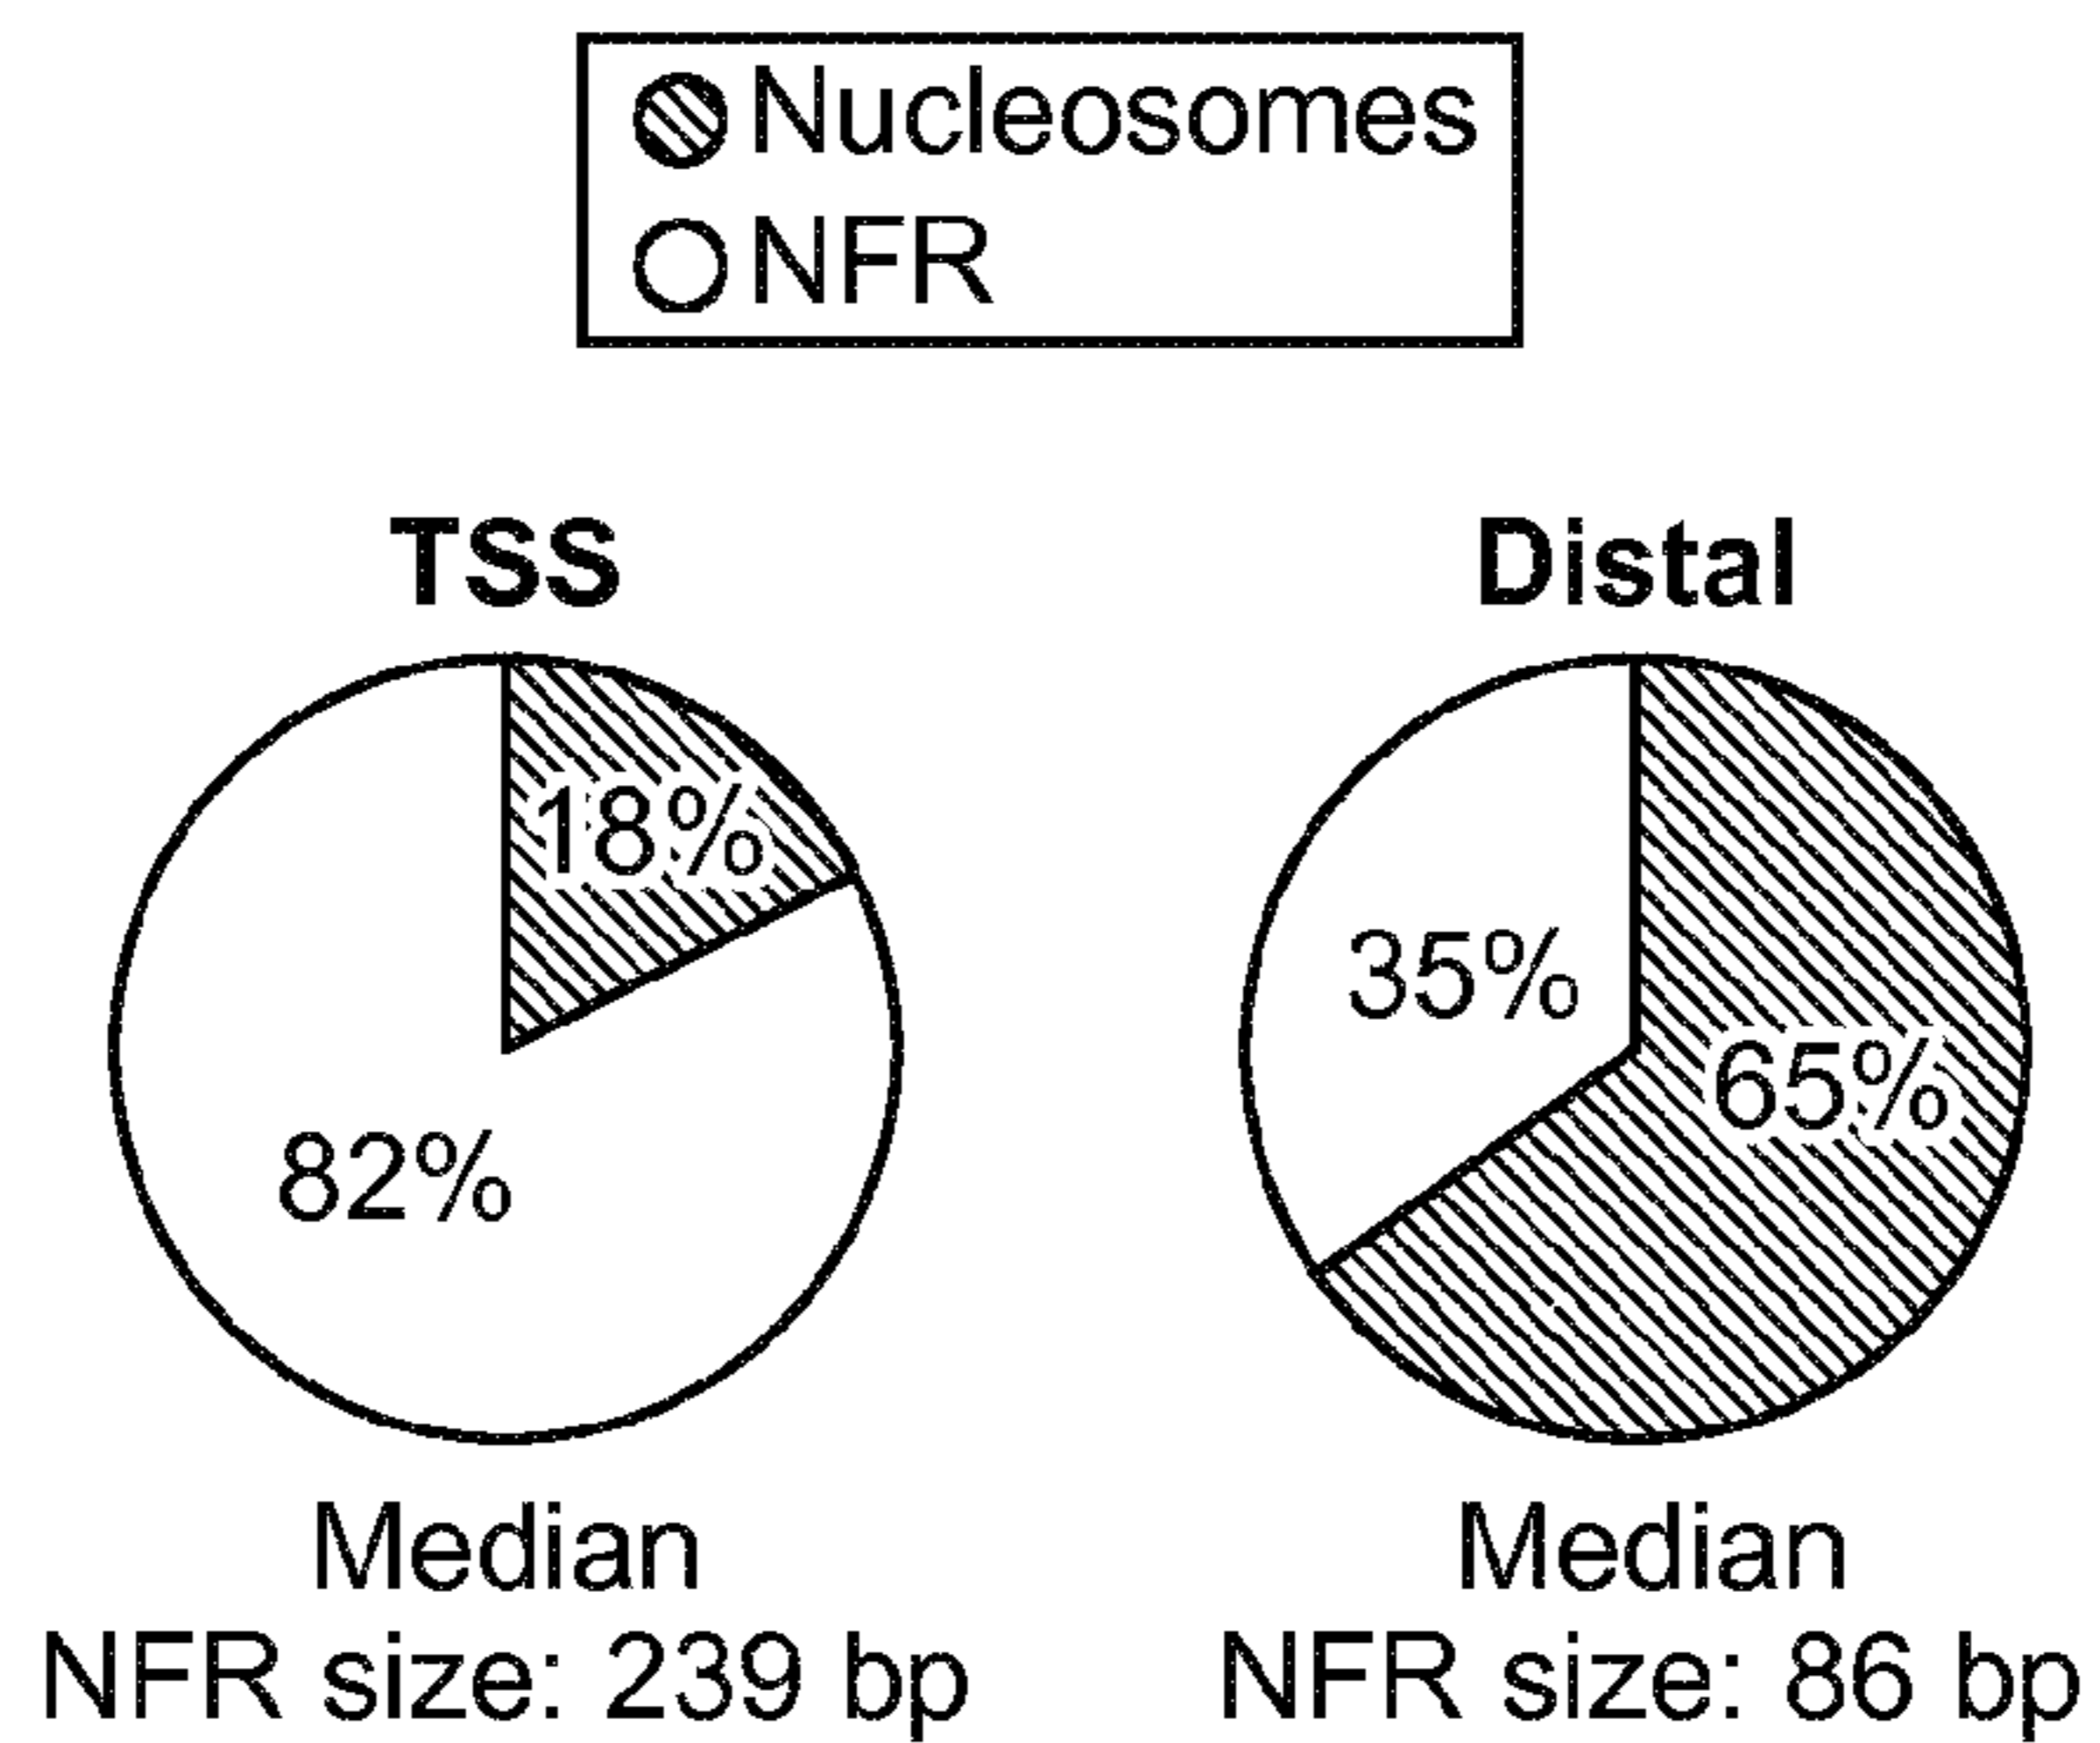 Nucleosomes
NFR
TSS
Distal
18%
82%
35%
65%
Median
NFR size: 239 bp
Median
NFR size: 86 bp